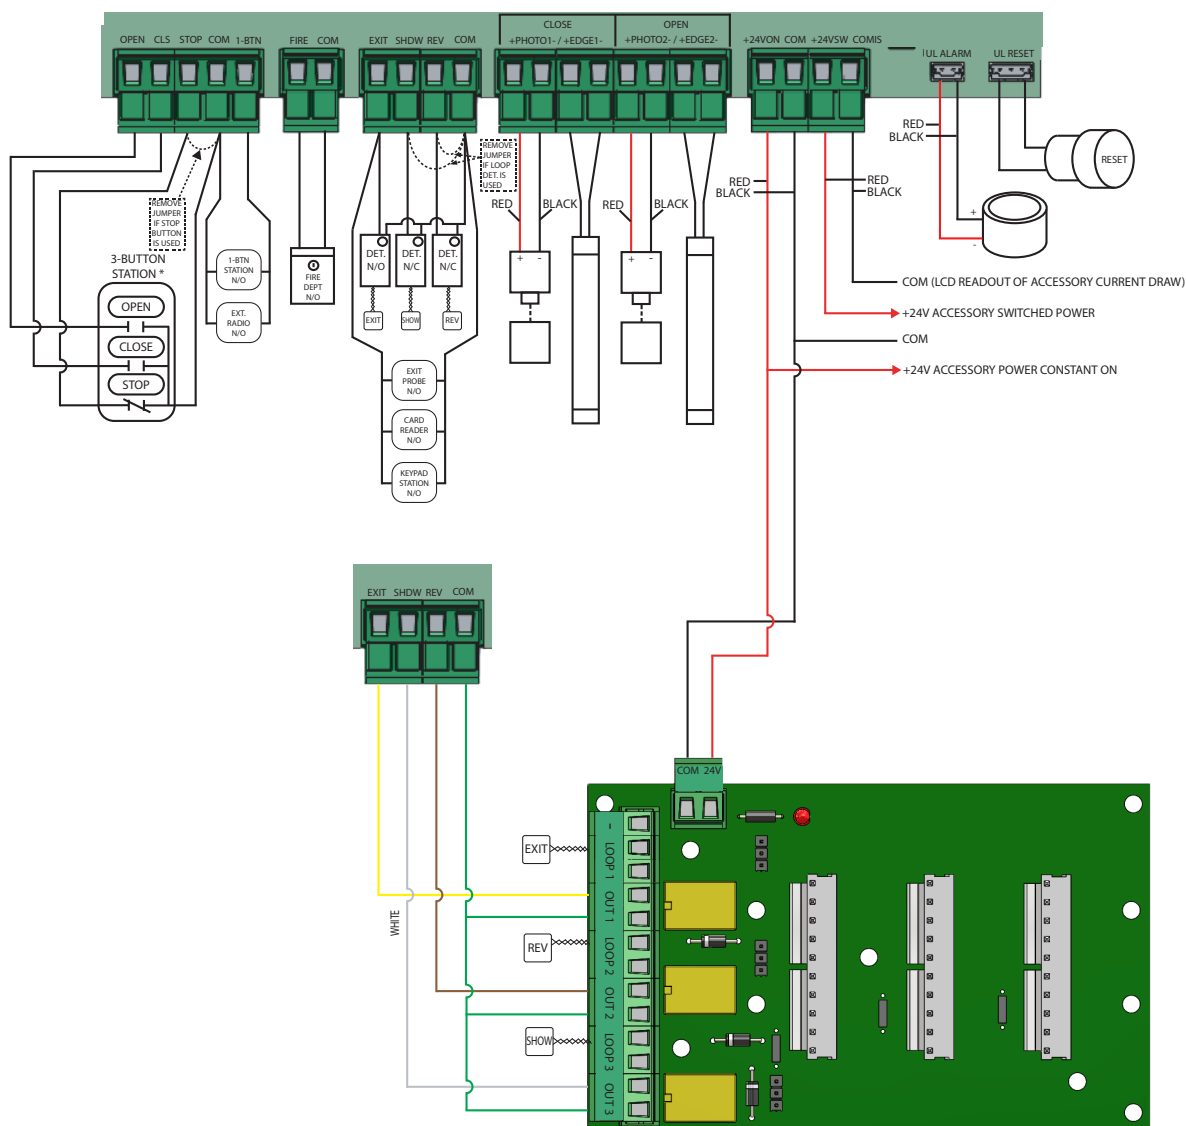 CLOSE
OPEN
OPEN CLS STOP COM 1-BTN
FIRE COM
EXIT SHDW REV COM
+PHOTO1- / +EDGE1-
+PHOTO2- / +EDGE2-
+24VON COM +24VSW COMIS
UL ALARM
UL RESET
RED
BLACK
RESET
REMOVE
JUMPER
IF LOOP
DET. IS
USED
REMOVE
JUMPER
IF STOP
BUTTON
IS USED
RED
BLACK
RED
BLACK
RED
BLACK
RED
BLACK
+
-
3-BUTTON
STATION *
OPEN
CLOSE
STOP
1-BTN
STATION
N/O
EXT.
RADIO
N/O
FIRE
DEPT
N/O
DET.
N/O
DET.
N/C
DET.
N/C
EXIT
SHOW
REV
+ -
+ -
EXIT
PROBE
N/O
CARD
READER
N/O
KEYPAD
STATION
N/O
COM (LCD READOUT OF ACCESSORY CURRENT DRAW)
+24V ACCESSORY SWITCHED POWER
COM
+24V ACCESSORY POWER CONSTANT ON
EXIT SHDW REV COM
COM 24V
WHITE
EXIT
REV
SHOW
-
LOOP 1
OUT 1
LOOP 2
OUT 2
LOOP 3
OUT 3